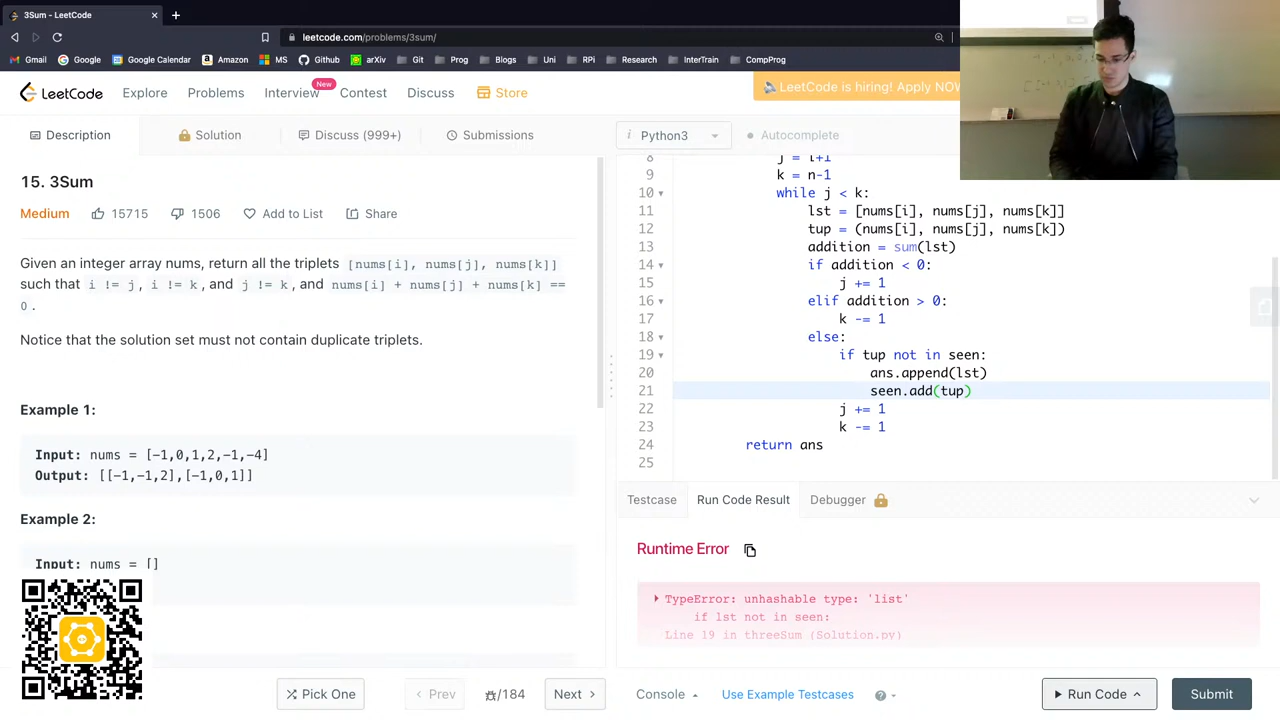 3Sum - LeetCode
leetcode.com/problems/3sum/
Gmail Google Google Calendar Amazon MS GitHub arXiv Git Prog Blogs Uni RPi Research InterTrain CompProg
LeetCode Explore Problems Interview New Contest Discuss Store LeetCode is hiring! Apply NOW
Description Solution Discuss (999+) Submissions
Python3 Autocomplete
15. 3Sum
Medium 15715 1506 Add to List Share
Given an integer array nums, return all the triplets [nums[i], nums[j], nums[k]]
such that i != j, i != k, and j != k, and nums[i] + nums[j] + nums[k] ==
0.
Notice that the solution set must not contain duplicate triplets.
Example 1:
Input: nums = [-1,0,1,2,-1,-4]
Output: [[-1,-1,2],[-1,0,1]]
Example 2:
Input: nums = []
8 j = i+1
9 k = n-1
10 while j < k:
11 lst = [nums[i], nums[j], nums[k]]
12 tup = (nums[i], nums[j], nums[k])
13 addition = sum(lst)
14 if addition < 0:
15 j += 1
16 elif addition > 0:
17 k -= 1
18 else:
19 if tup not in seen:
20 ans.append(lst)
21 seen.add(tup)
22 j += 1
23 k -= 1
24 return ans
25
Testcase Run Code Result Debugger
Runtime Error
TypeError: unhashable type: 'list'
if lst not in seen:
Line 19 in threeSum (Solution.py)
Pick One Prev /184 Next
Console Use Example Testcases ? Run Code Submit